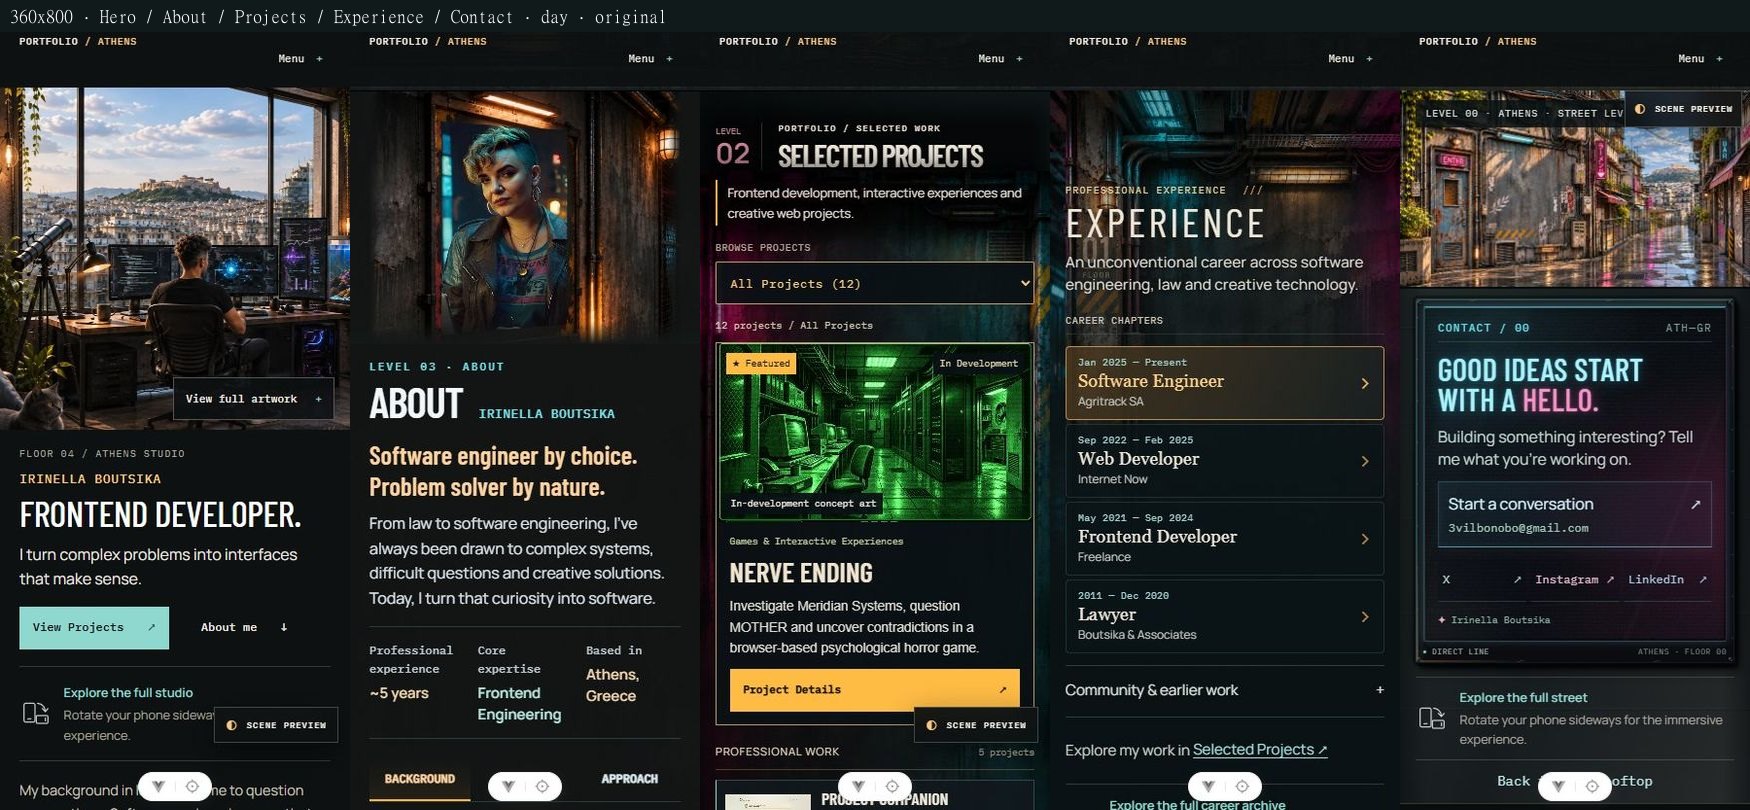 360x800 · Hero / About / Projects / Experience / Contact · day · original
PORTFOLIO / ATHENS
Menu +
View full artwork +
FLOOR 04 / ATHENS STUDIO
IRINELLA BOUTSIKA
FRONTEND DEVELOPER.
I turn complex problems into interfaces
that make sense.
View Projects ↗
About me ↓
Explore the full studio
Rotate your phone sideway
experience.
SCENE PREVIEW
My background in me to question
PORTFOLIO / ATHENS
Menu +
LEVEL 03 · ABOUT
ABOUT IRINELLA BOUTSIKA
Software engineer by choice.
Problem solver by nature.
From law to software engineering, I've
always been drawn to complex systems,
difficult questions and creative solutions.
Today, I turn that curiosity into software.
Professional
experience
~5 years
Core
expertise
Frontend
Engineering
Based in
Athens,
Greece
BACKGROUND
APPROACH
PORTFOLIO / ATHENS
Menu +
LEVEL
02
PORTFOLIO / SELECTED WORK
SELECTED PROJECTS
Frontend development, interactive experiences and
creative web projects.
BROWSE PROJECTS
All Projects (12)
12 projects / All Projects
★ Featured
In Development
In-development concept art
Games & Interactive Experiences
NERVE ENDING
Investigate Meridian Systems, question
MOTHER and uncover contradictions in a
browser-based psychological horror game.
Project Details ↗
SCENE PREVIEW
PROFESSIONAL WORK
5 projects
PORTFOLIO / ATHENS
Menu +
PROFESSIONAL EXPERIENCE ///
EXPERIENCE
01
FLOOR
An unconventional career across software
engineering, law and creative technology.
CAREER CHAPTERS
Jan 2025 — Present
Software Engineer
Agritrack SA
Sep 2022 — Feb 2025
Web Developer
Internet Now
May 2021 — Sep 2024
Frontend Developer
Freelance
2011 — Dec 2020
Lawyer
Boutsika & Associates
Community & earlier work +
Explore my work in Selected Projects ↗
Explore the full career archive
PORTFOLIO / ATHENS
Menu +
LEVEL 00 · ATHENS · STREET LEV
SCENE PREVIEW
CONTACT / 00
ATH—GR
GOOD IDEAS START
WITH A HELLO.
Building something interesting? Tell
me what you're working on.
Start a conversation ↗
3vilbonobo@gmail.com
X ↗
Instagram ↗
LinkedIn ↗
✦ Irinella Boutsika
• DIRECT LINE
ATHENS · FLOOR 00
Explore the full street
Rotate your phone sideways for the immersive
experience.
Back ooftop